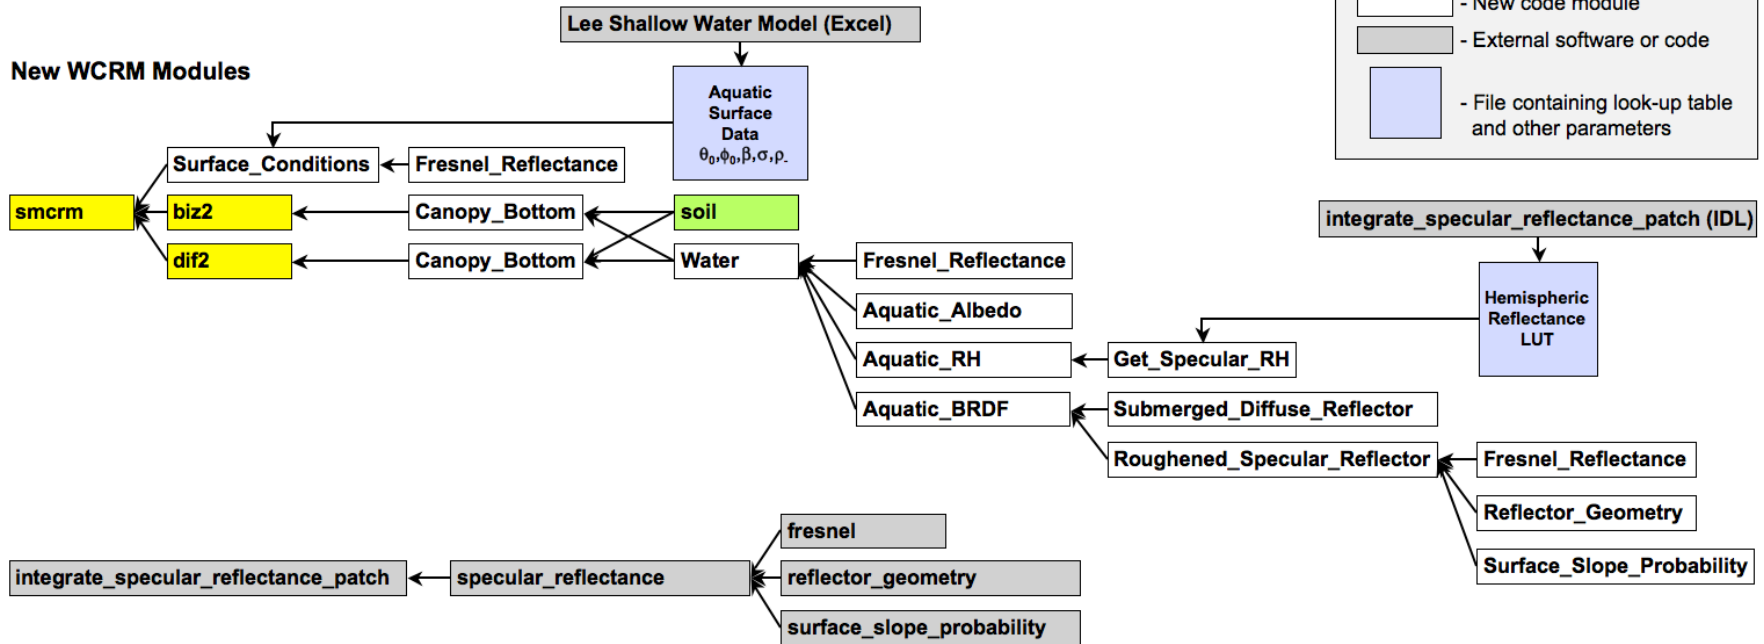 - New code module
Lee Shallow Water Model (Excel)
- External software or code
New WCRM Modules
Aquatic
Surface
Data
θ₀,ϕ₀,β,σ,ρ₋
- File containing look-up table
and other parameters
Surface_Conditions
Fresnel_Reflectance
smcrm
biz2
Canopy_Bottom
soil
integrate_specular_reflectance_patch (IDL)
dif2
Canopy_Bottom
Water
Fresnel_Reflectance
Aquatic_Albedo
Hemispheric
Reflectance
LUT
Aquatic_RH
Get_Specular_RH
Aquatic_BRDF
Submerged_Diffuse_Reflector
Roughened_Specular_Reflector
Fresnel_Reflectance
Reflector_Geometry
Surface_Slope_Probability
fresnel
integrate_specular_reflectance_patch
specular_reflectance
reflector_geometry
surface_slope_probability